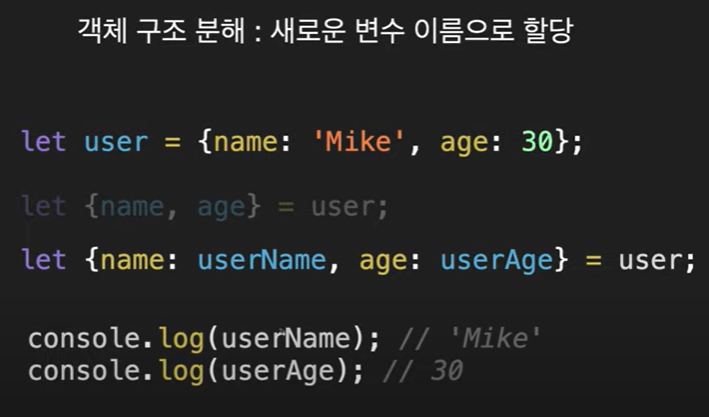 객체 구조 분해 : 새로운 변수 이름으로 할당
let user = {name: 'Mike', age: 30};
let {name, age} = user;
let {name: userName, age: userAge} = user;
console.log(userName); // 'Mike'
console.log(userAge); // 30